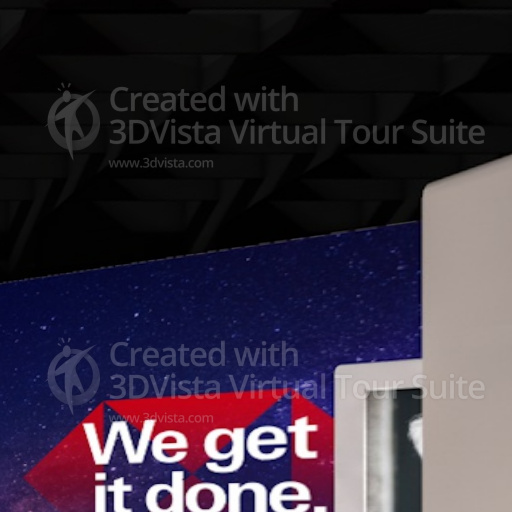 Created with
3DVista Virtual Tour Suite
www.3dvista.com
Created with
3DVista Virtual Tour Suite
www.3dvista.com
We get
it done.